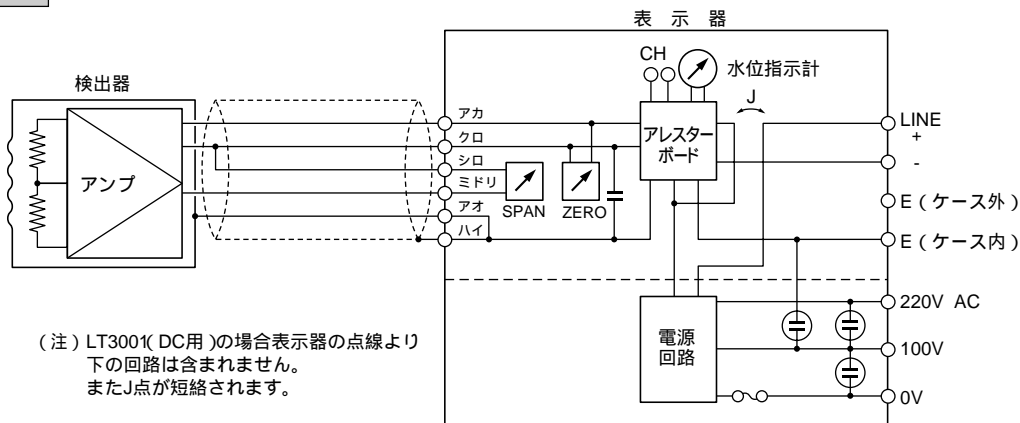 表 示 器
検出器
アンプ
アカ
クロ
シロ
ミドリ
アオ
ハイ
SPAN
ZERO
CH
水位指示計
J
アレスター
ボード
LINE
+
-
E（ケース外）
E（ケース内）
220V AC
100V
0V
電源
回路
（注）LT3001(DC用)の場合表示器の点線より
下の回路は含まれません。
またJ点が短絡されます。